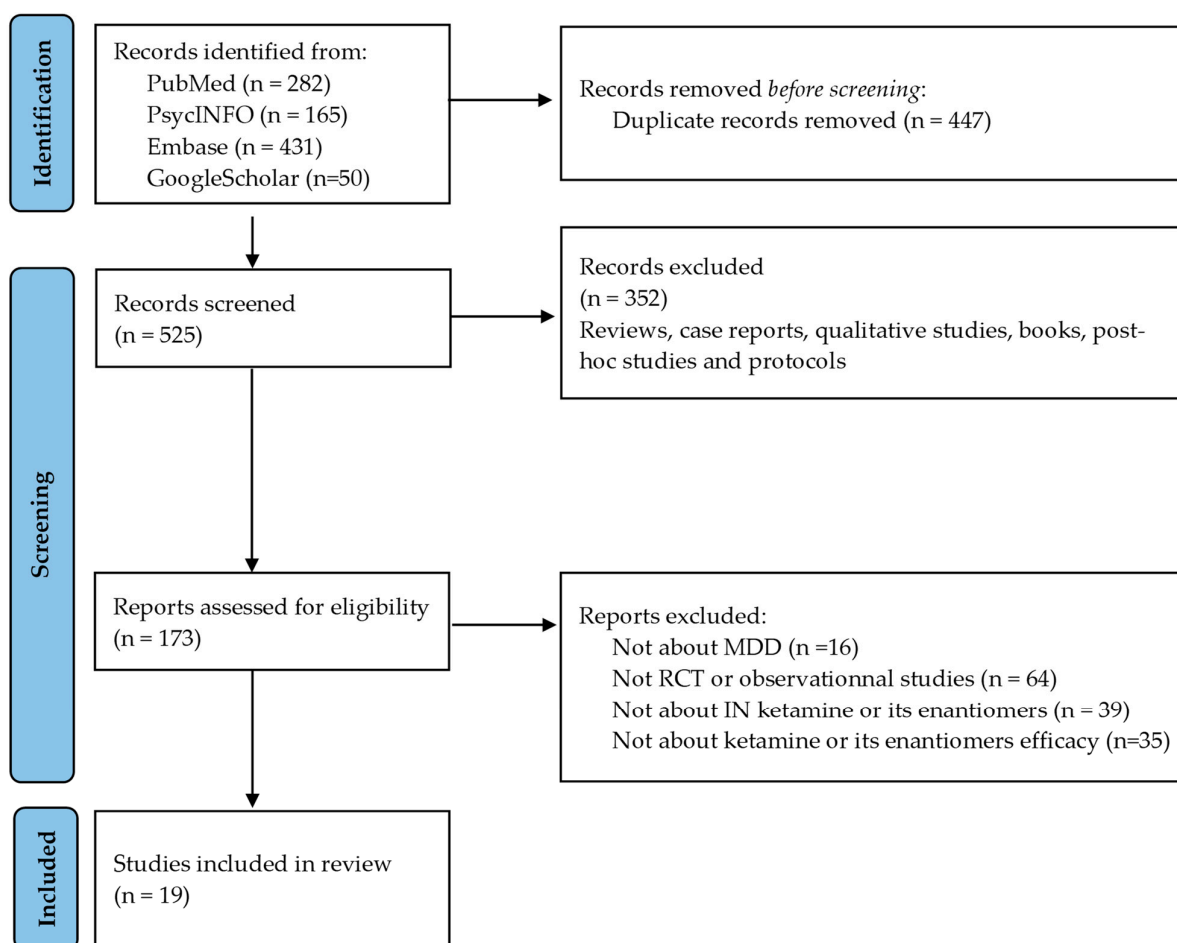 Identification
Records identified from:
PubMed (n = 282)
PsycINFO (n = 165)
Embase (n = 431)
GoogleScholar (n=50)
Records removed before screening:
Duplicate records removed (n = 447)
Screening
Records screened
(n = 525)
Records excluded
(n = 352)
Reviews, case reports, qualitative studies, books, post-
hoc studies and protocols
Reports assessed for eligibility
(n = 173)
Reports excluded:
Not about MDD (n =16)
Not RCT or observationnal studies (n = 64)
Not about IN ketamine or its enantiomers (n = 39)
Not about ketamine or its enantiomers efficacy (n=35)
Included
Studies included in review
(n = 19)